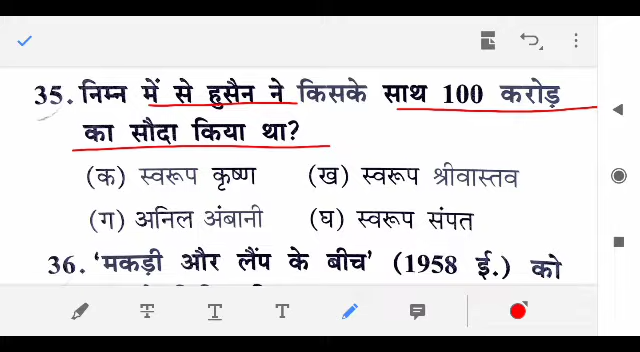 35. निम्न में से हुसैन ने किसके साथ 100 करोड़
का सौदा किया था?
(क) स्वरूप कृष्ण (ख) स्वरूप श्रीवास्तव
(ग) अनिल अंबानी (घ) स्वरूप संपत
36. ‘मकड़ी और लैंप के बीच’ (1958 ई.) को